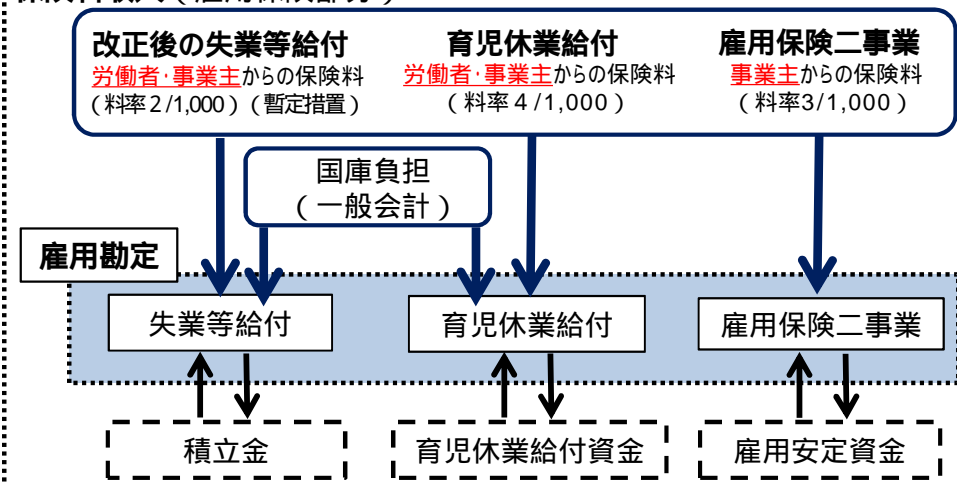 改正後の失業等給付
労働者・事業主からの保険料
（料率２/1,000）（暫定措置）
育児休業給付
労働者・事業主からの保険料
（料率４/1,000）
雇用保険二事業
事業主からの保険料
（料率3/1,000）
国庫負担
（一般会計）
雇用勘定
失業等給付
育児休業給付
雇用保険二事業
積立金
育児休業給付資金
雇用安定資金